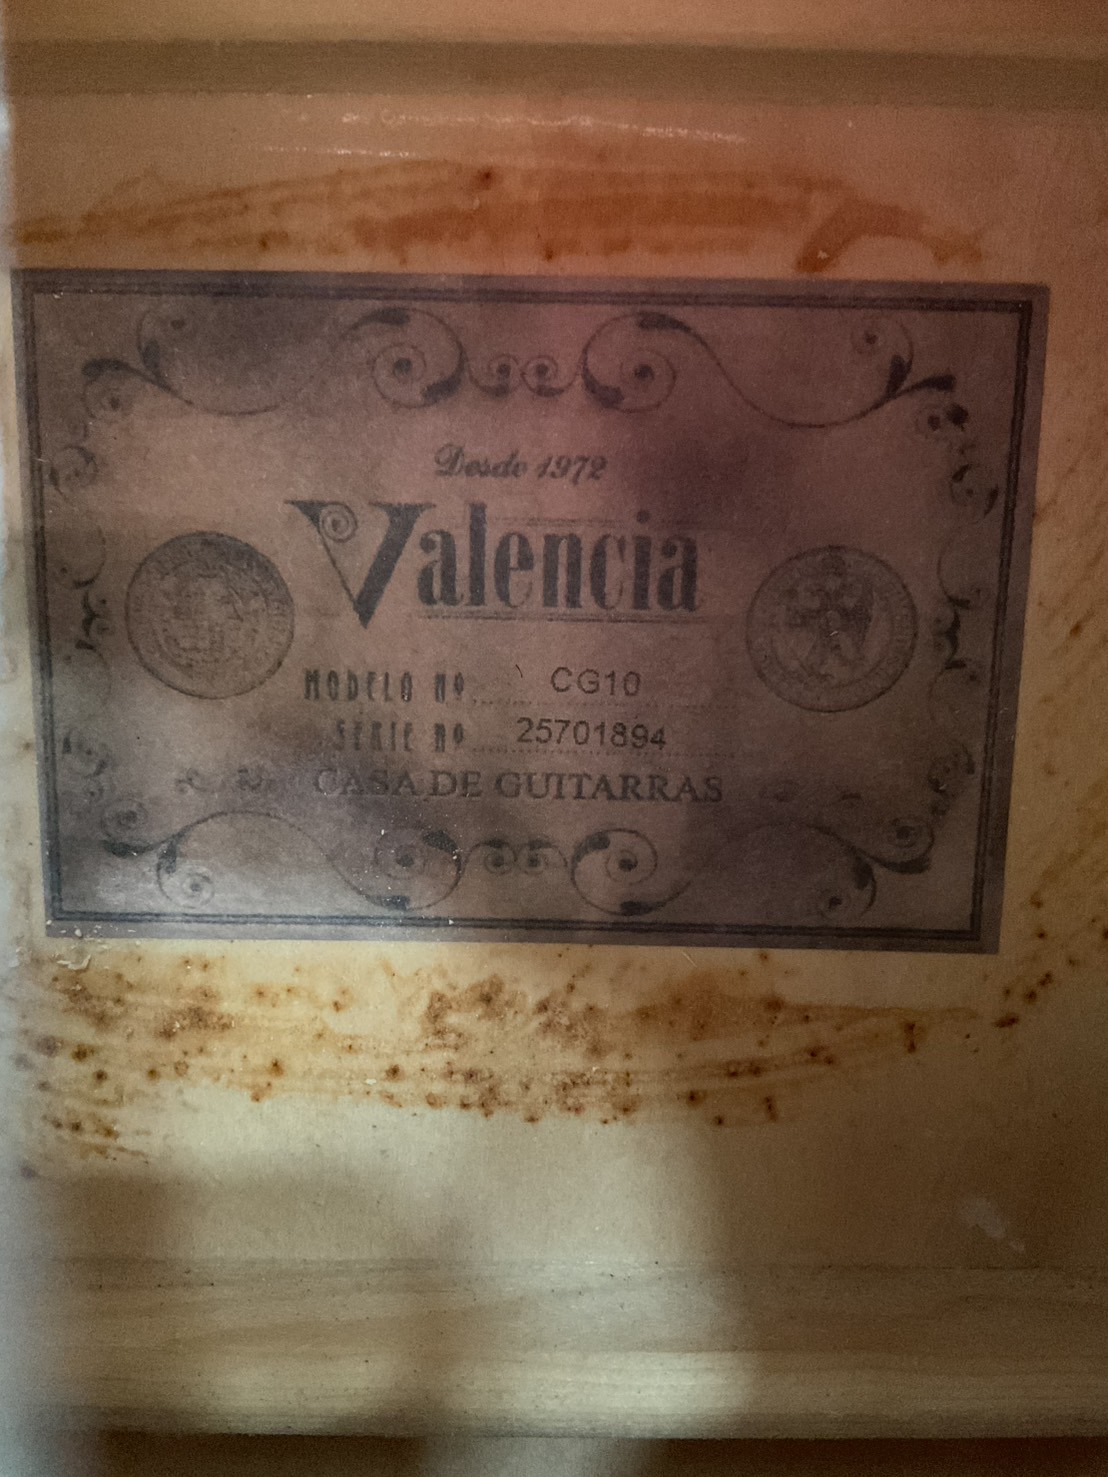 Desde 1972
Valencia
MODELO Nº CG10
SERIE Nº 25701894
CASA DE GUITARRAS